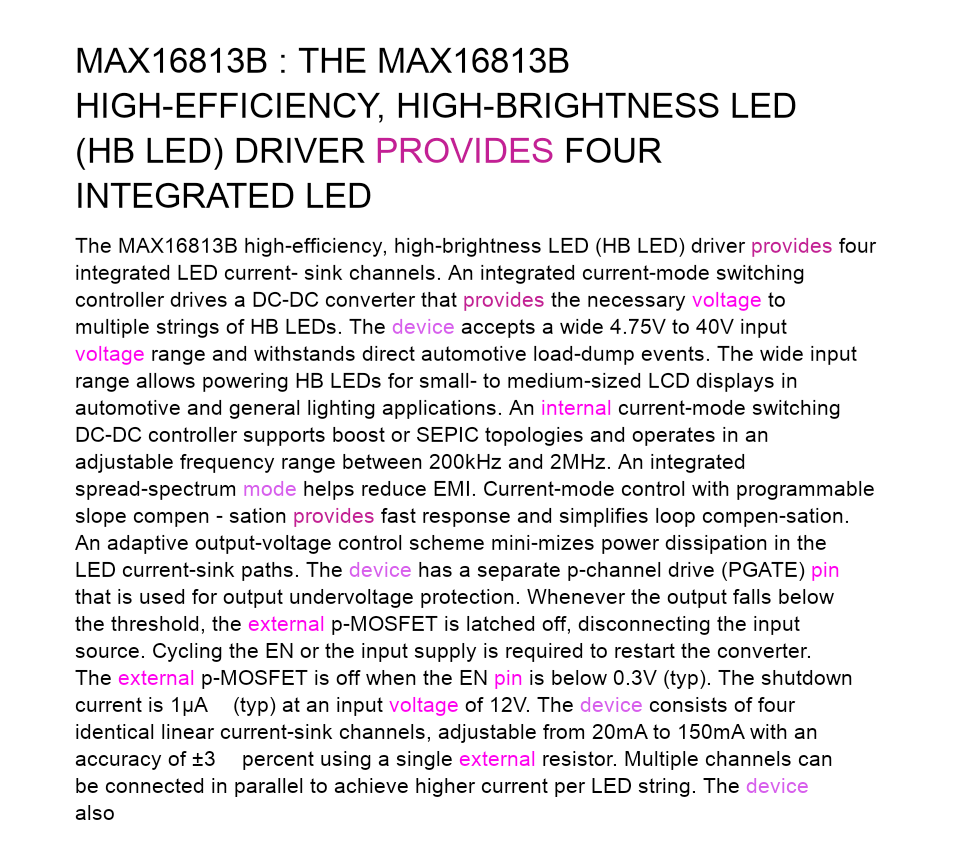 MAX16813B : THE MAX16813B
HIGH-EFFICIENCY, HIGH-BRIGHTNESS LED
(HB LED) DRIVER PROVIDES FOUR
INTEGRATED LED
The MAX16813B high-efficiency, high-brightness LED (HB LED) driver provides four
integrated LED current- sink channels. An integrated current-mode switching
controller drives a DC-DC converter that provides the necessary voltage to
multiple strings of HB LEDs. The device accepts a wide 4.75V to 40V input
voltage range and withstands direct automotive load-dump events. The wide input
range allows powering HB LEDs for small- to medium-sized LCD displays in
automotive and general lighting applications. An internal current-mode switching
DC-DC controller supports boost or SEPIC topologies and operates in an
adjustable frequency range between 200kHz and 2MHz. An integrated
spread-spectrum mode helps reduce EMI. Current-mode control with programmable
slope compen - sation provides fast response and simplifies loop compen-sation.
An adaptive output-voltage control scheme mini-mizes power dissipation in the
LED current-sink paths. The device has a separate p-channel drive (PGATE) pin
that is used for output undervoltage protection. Whenever the output falls below
the threshold, the external p-MOSFET is latched off, disconnecting the input
source. Cycling the EN or the input supply is required to restart the converter.
The external p-MOSFET is off when the EN pin is below 0.3V (typ). The shutdown
current is 1µA (typ) at an input voltage of 12V. The device consists of four
identical linear current-sink channels, adjustable from 20mA to 150mA with an
accuracy of ±3 percent using a single external resistor. Multiple channels can
be connected in parallel to achieve higher current per LED string. The device
also